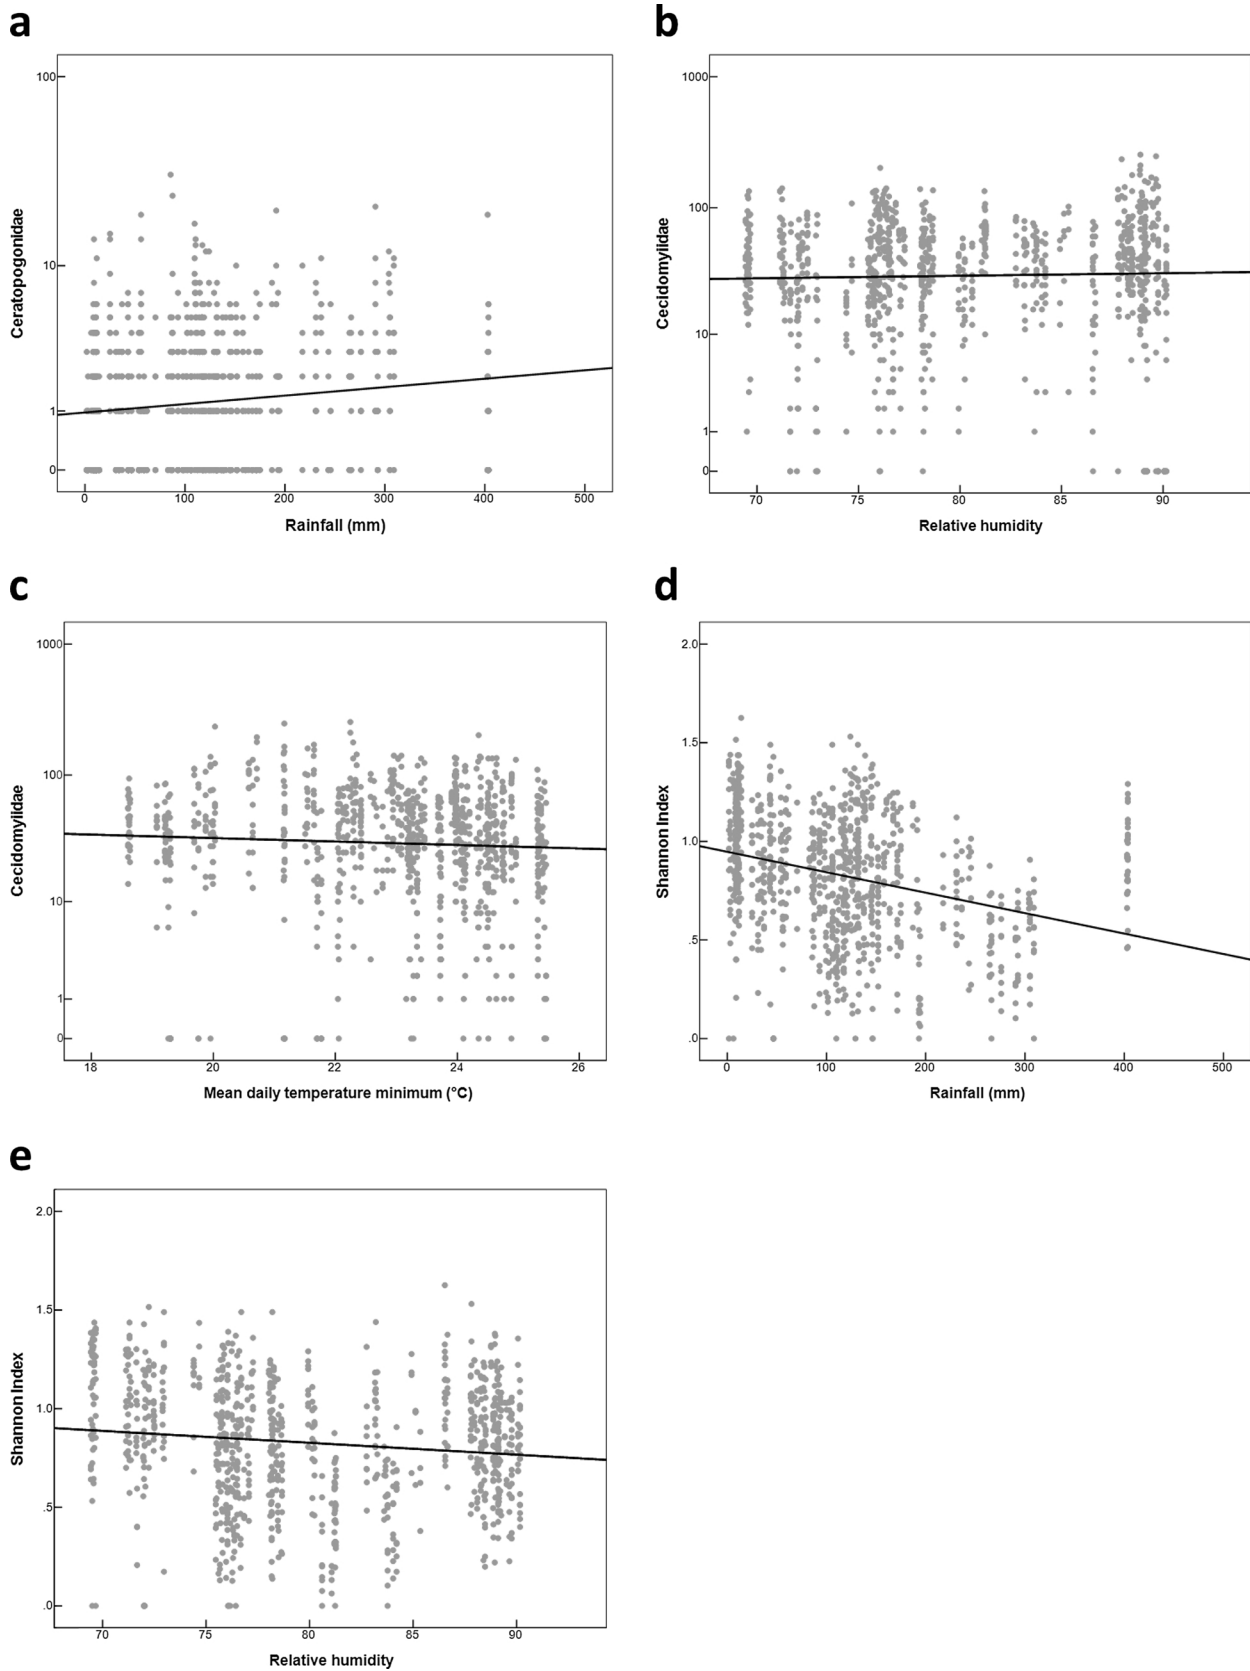 a
100
10
1
0
Ceratopogonidae
0 100 200 300 400 500
Rainfall (mm)
b
1000
100
10
1
0
Cecidomyiidae
70 75 80 85 90
Relative humidity
c
1000
100
10
1
0
Cecidomyiidae
18 20 22 24 26
Mean daily temperature minimum (°C)
d
2.0
1.5
1.0
.5
.0
Shannon Index
0 100 200 300 400 500
Rainfall (mm)
e
2.0
1.5
1.0
.5
.0
Shannon Index
70 75 80 85 90
Relative humidity